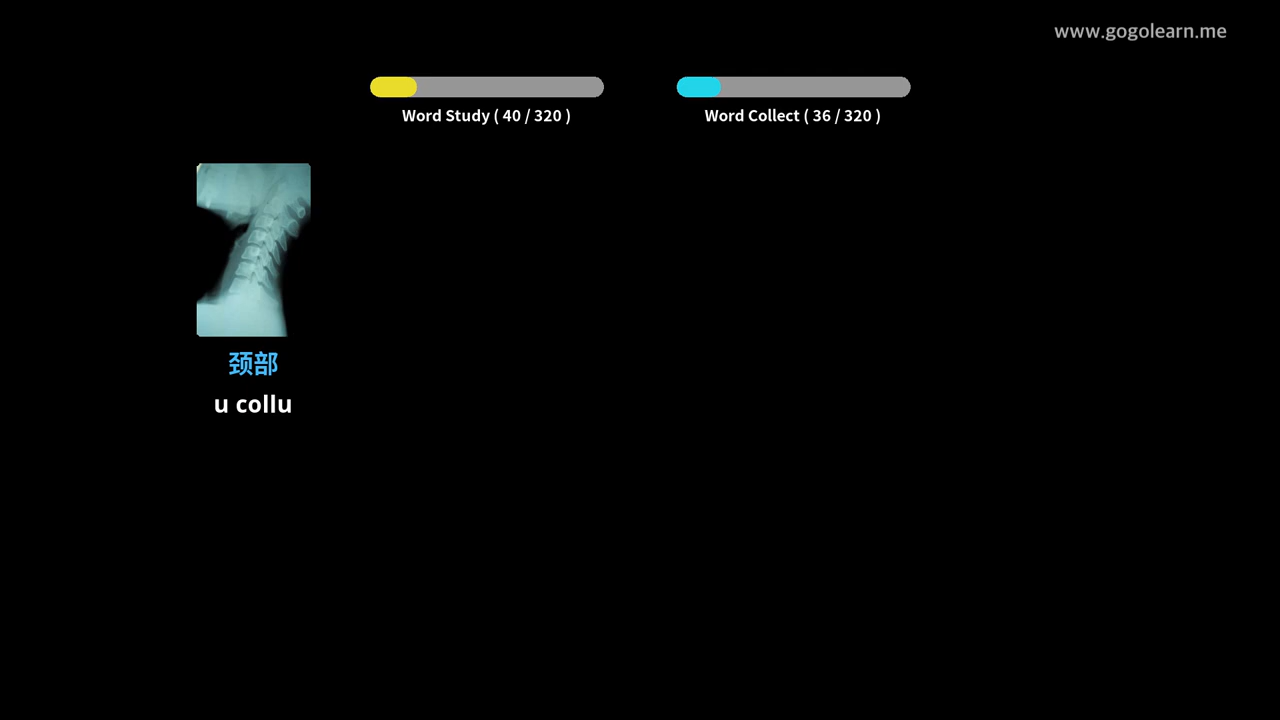 www.gogolearn.me
Word Study ( 40 / 320 )
Word Collect ( 36 / 320 )
颈部
u collu